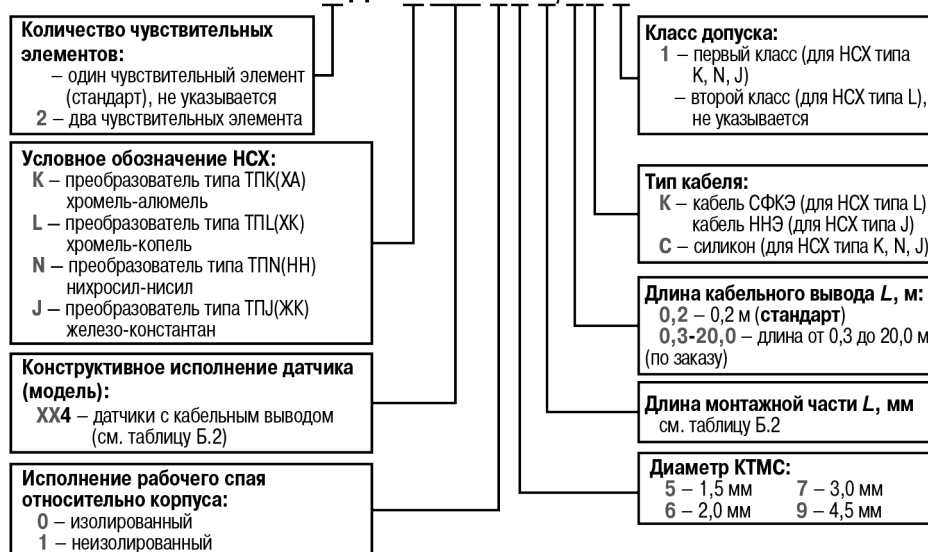 Количество чувствительных
элементов:
– один чувствительный элемент
(стандарт), не указывается
2 – два чувствительных элемента
Условное обозначение НСХ:
K – преобразователь типа ТПК(ХА)
хромель-алюмель
L – преобразователь типа ТПL(ХК)
хромель-копель
N – преобразователь типа ТПN(НН)
нихросил-нисил
J – преобразователь типа ТПJ(ЖК)
железо-константан
Конструктивное исполнение датчика
(модель):
XX4 – датчики с кабельным выводом
(см. таблицу Б.2)
Исполнение рабочего спая
относительно корпуса:
0 – изолированный
1 – неизолированный
Класс допуска:
1 – первый класс (для НСХ типа
K, N, J)
– второй класс (для НСХ типа L),
не указывается
Тип кабеля:
К – кабель СФКЭ (для НСХ типа L)
кабель ННЭ (для НСХ типа J)
С – силикон (для НСХ типа K, N, J)
Длина кабельного вывода L, м:
0,2 – 0,2 м (стандарт)
0,3-20,0 – длина от 0,3 до 20,0 м
(по заказу)
Длина монтажной части L, мм
см. таблицу Б.2
Диаметр КТМС:
5 – 1,5 мм 7 – 3,0 мм
6 – 2,0 мм 9 – 4,5 мм